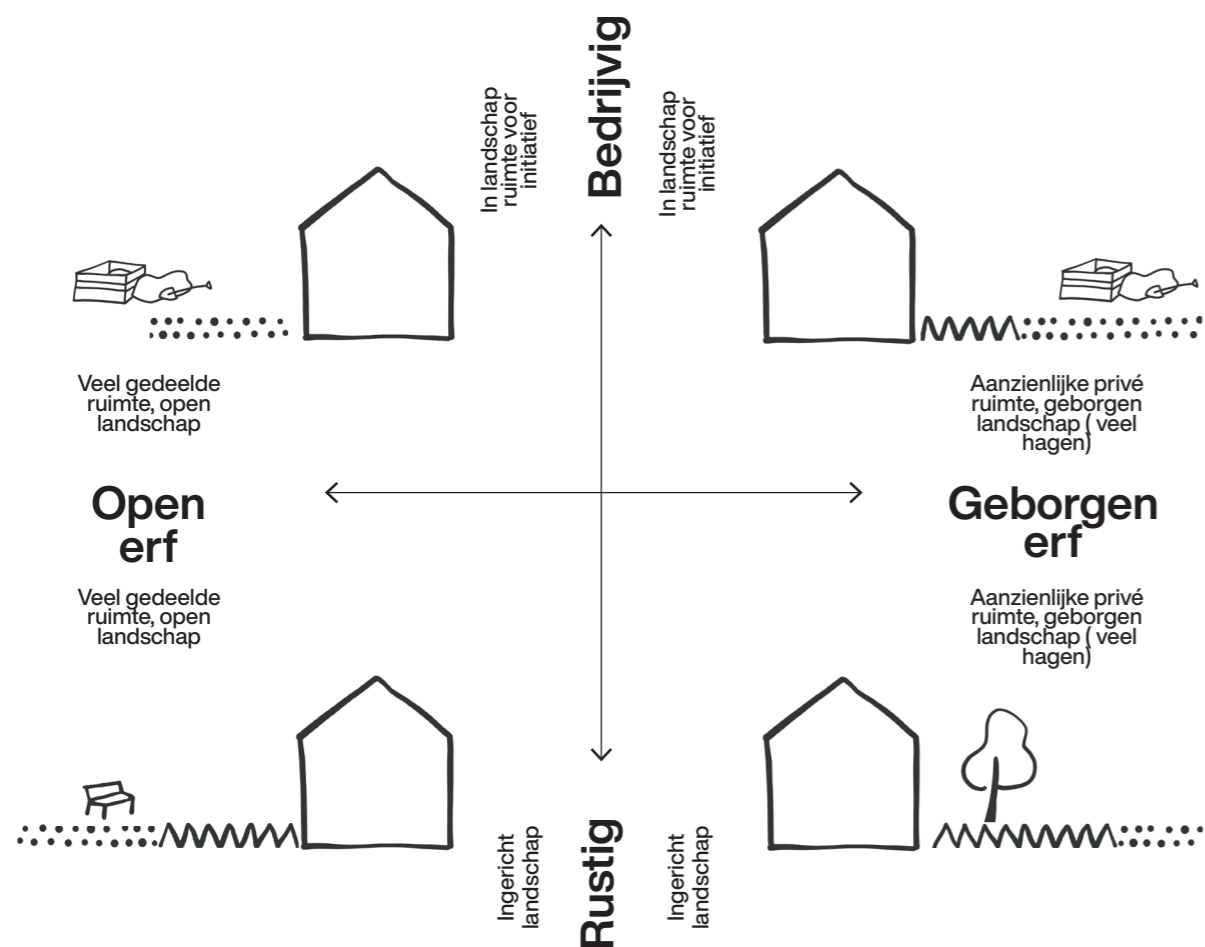 Bedrijvig
In landschap
ruimte voor
initiatief
In landschap
ruimte voor
initiatief
Veel gedeelde
ruimte, open
landschap
Aanzienlijke privé
ruimte, geborgen
landschap ( veel
hagen)
Open
erf
Geborgen
erf
Veel gedeelde
ruimte, open
landschap
Aanzienlijke privé
ruimte, geborgen
landschap ( veel
hagen)
Ingericht
landschap
Rustig
Ingericht
landschap